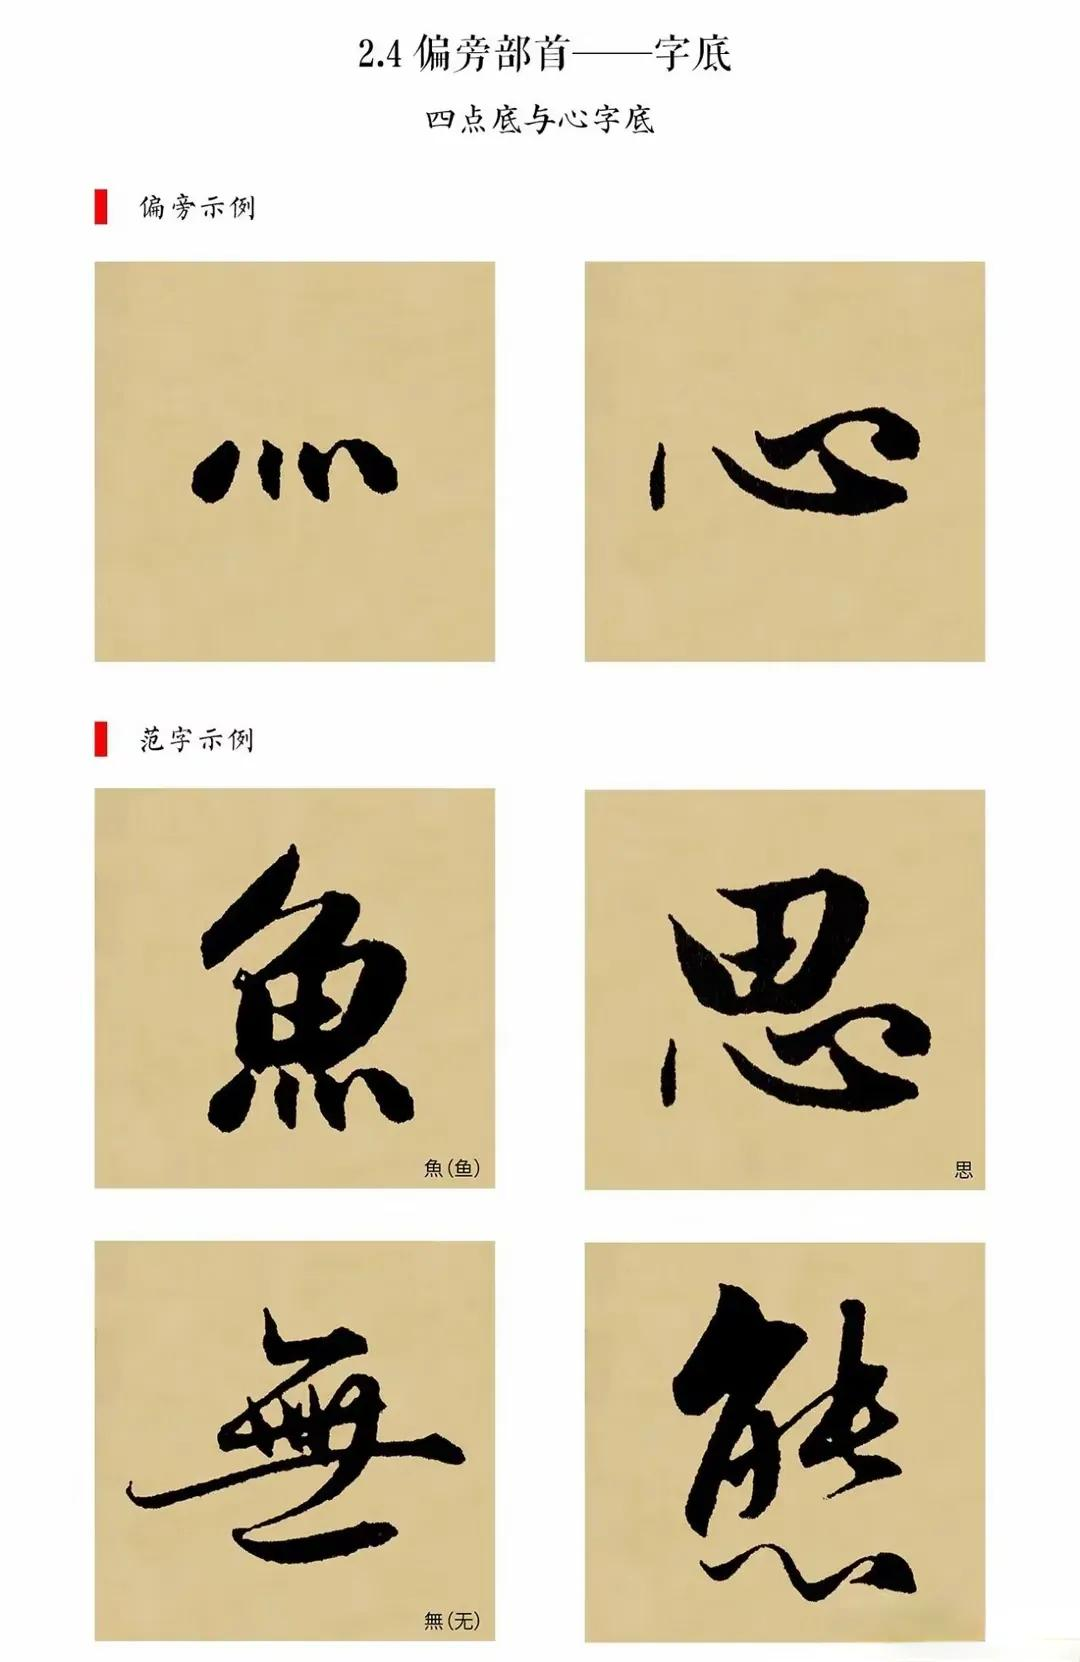 2.4 偏旁部首——字底
四点底与心字底
偏旁示例
灬 心
范字示例
魚 思
魚(鱼) 思
無 能
無(无)